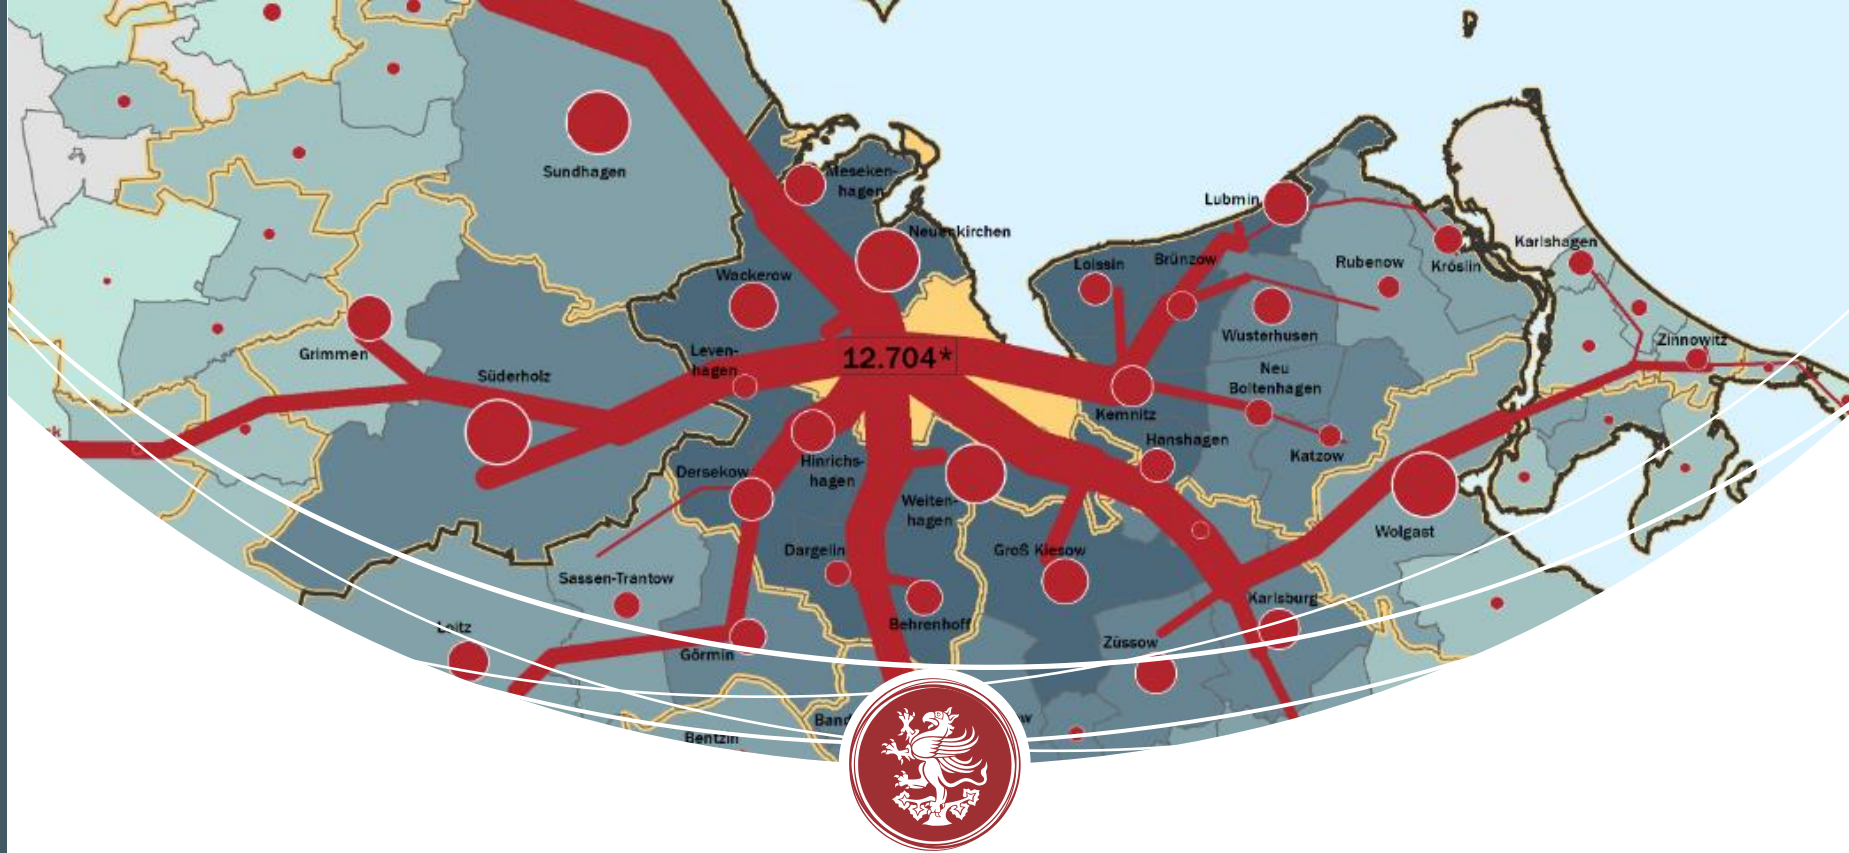 Sundhagen
Meseken-
hagen
Lubmin
Neuenkirchen
Karlshagen
Wackerow
Loissin
Brünzow
Rubenow
Kröslin
Wusterhusen
Zinnowitz
Grimmen
Leven-
hagen
12.704*
Süderholz
Neu
Boltenhagen
Kemnitz
Hanshagen
Katzow
Dersekow
Hinrichs-
hagen
Weiten-
hagen
Wolgast
Dargelin
Groß Kiesow
Sassen-Trantow
Karlsburg
Behrenhoff
Loitz
Görmin
Züssow
Bentzin